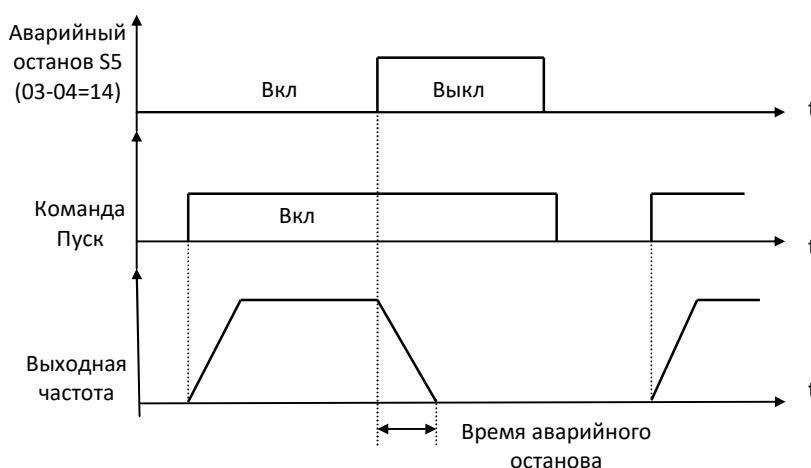 Аварийный
останов S5
(03-04=14)
Вкл
Выкл
t
Команда
Пуск
Вкл
t
Выходная
частота
t
Время аварийного
останова